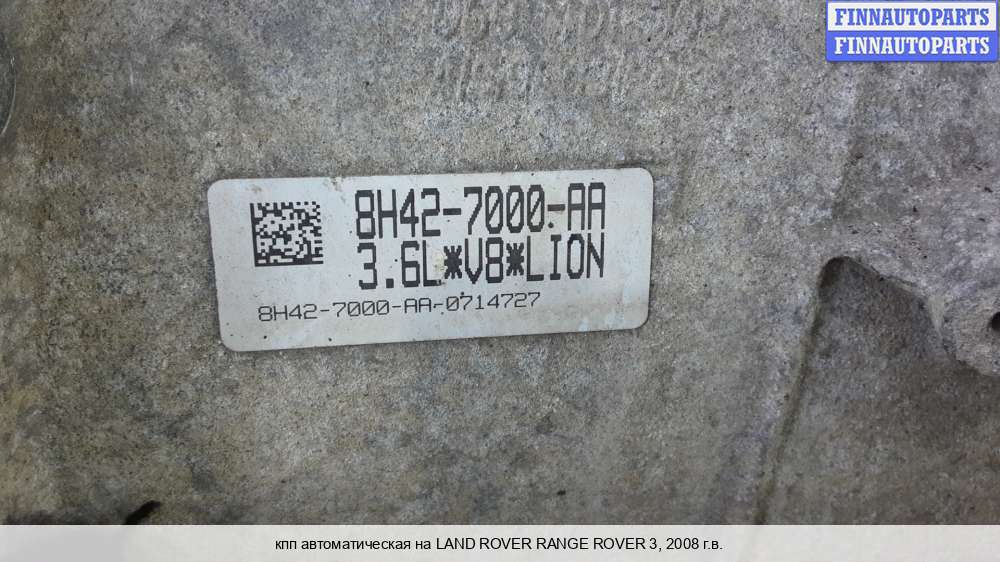 FINNAUTOPARTS
FINNAUTOPARTS
8H42-7000-AA
3.6L*V8*LION
8H42-7000-AA-0714727
кпп автоматическая на LAND ROVER RANGE ROVER 3, 2008 г.в.